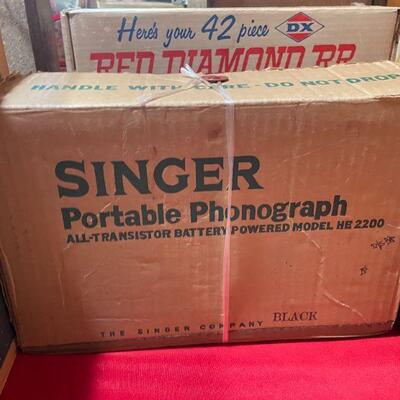 Here's your 42 piece DX
RED DIAMOND RR
HANDLE WITH CARE - DO NOT DROP
SINGER
Portable Phonograph
ALL-TRANSISTOR BATTERY POWERED MODEL HE 2200
THE SINGER COMPANY
BLACK